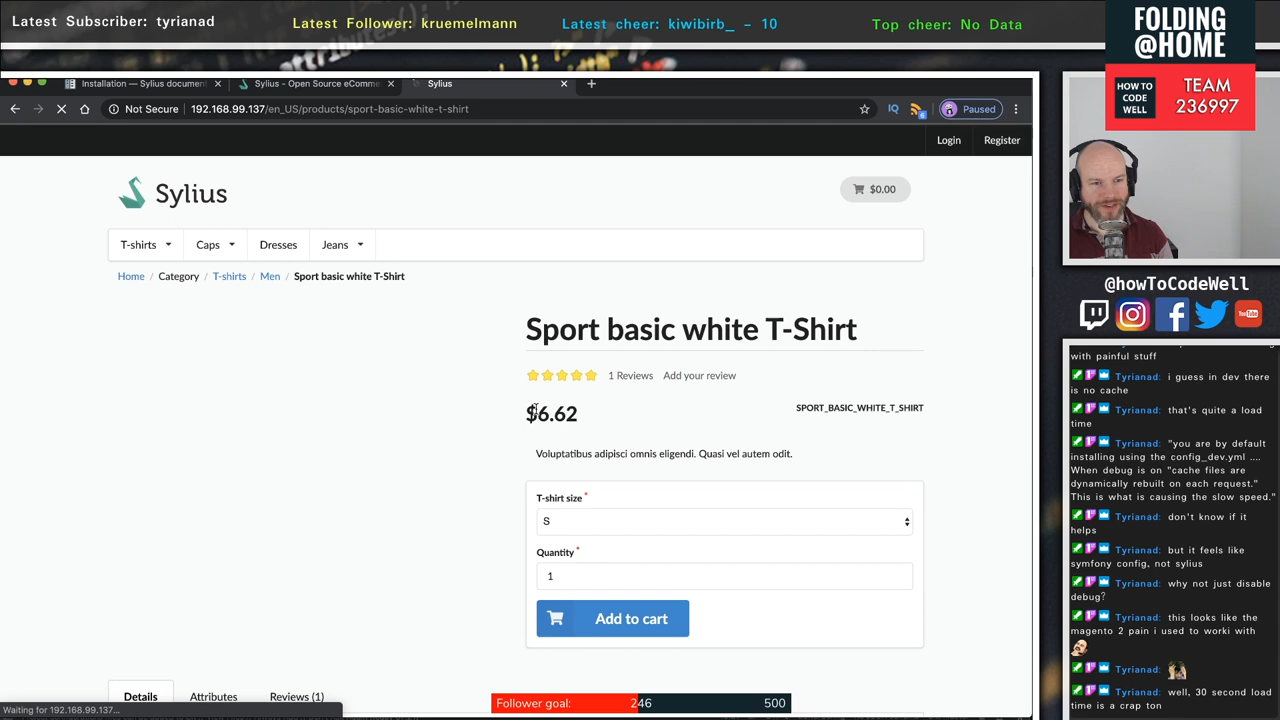 Latest Subscriber: tyrianad
Latest Follower: kruemelmann
Latest cheer: kiwibirb_ - 10
Top cheer: No Data
FOLDING
@HOME
HOW TO
CODE
WELL
TEAM
236997
Installation — Sylius document
Sylius - Open Source eComme
Sylius
Not Secure
192.168.99.137/en_US/products/sport-basic-white-t-shirt
IQ
6
Paused
Login
Register
Sylius
$0.00
T-shirts
Caps
Dresses
Jeans
Home / Category / T-shirts / Men / Sport basic white T-Shirt
Sport basic white T-Shirt
1 Reviews
Add your review
$6.62
SPORT_BASIC_WHITE_T_SHIRT
Voluptatibus adipisci omnis eligendi. Quasi vel autem odit.
T-shirt size *
S
Quantity *
1
Add to cart
Details
Attributes
Reviews (1)
Waiting for 192.168.99.137...
Follower goal:
246
500
@howToCodeWell
You Tube
with painful stuff
Tyrianad: i guess in dev there
is no cache
Tyrianad: that's quite a load
time
Tyrianad: "you are by default
installing using the config_dev.yml ....
When debug is on "cache files are
dynamically rebuilt on each request."
This is what is causing the slow speed."
Tyrianad: don't know if it
helps
Tyrianad: but it feels like
symfony config, not sylius
Tyrianad: why not just disable
debug?
Tyrianad: this looks like the
magento 2 pain i used to worki with
Tyrianad:
Tyrianad: well, 30 second load
time is a crap ton